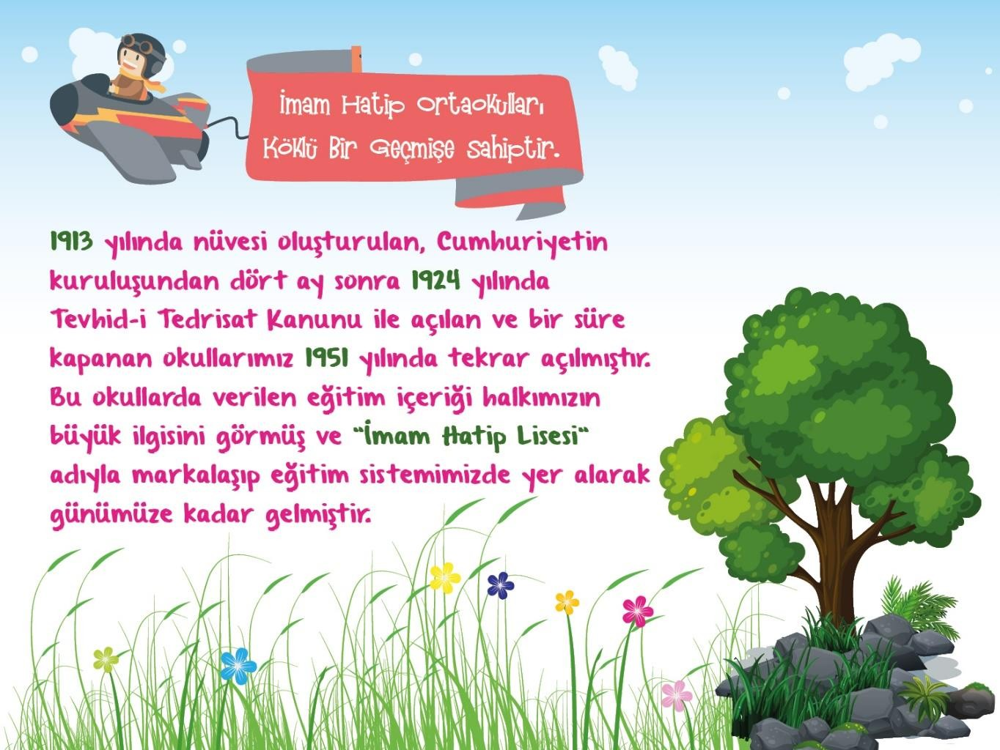 İmam Hatip Ortaokulları
Köklü Bir Geçmişe Sahiptir.
1913 yılında nüvesi oluşturulan, Cumhuriyetin
kuruluşundan dört ay sonra 1924 yılında
Tevhid-i Tedrisat Kanunu ile açılan ve bir süre
kapanan okullarımız 1951 yılında tekrar açılmıştır.
Bu okullarda verilen eğitim içeriği halkımızın
büyük ilgisini görmüş ve "İmam Hatip Lisesi"
adıyla markalaşıp eğitim sistemimizde yer alarak
günümüze kadar gelmiştir.